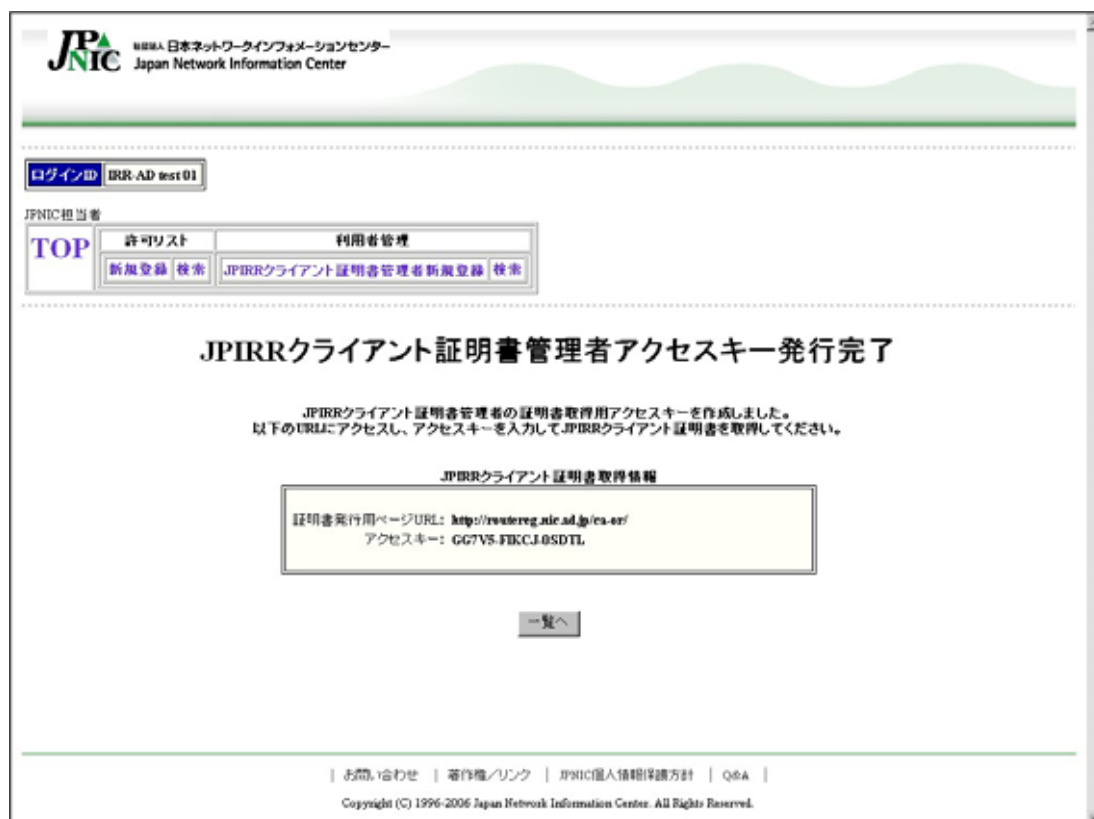 JPNIC 社団法人 日本ネットワークインフォメーションセンター
Japan Network Information Center
ログインID IRR-AD test 01
JPNIC担当者
TOP 許可リスト 利用者管理
新規登録 検索 JPIRRクライアント証明書管理者新規登録 検索
JPIRRクライアント証明書管理者アクセスキー発行完了
JPIRRクライアント証明書管理者の証明書取得用アクセスキーを作成しました。
以下のURLにアクセスし、アクセスキーを入力してJPIRRクライアント証明書を取得してください。
JPIRRクライアント証明書取得情報
証明書発行用ページURL: http://routereg.nic.ad.jp/ca-or/
アクセスキー: GG7V5-FIKCJ-0SDTL
一覧へ
| お問い合わせ | 著作権/リンク | JPNIC個人情報保護方針 | Q&A |
Copyright (C) 1996-2006 Japan Network Information Center. All Rights Reserved.